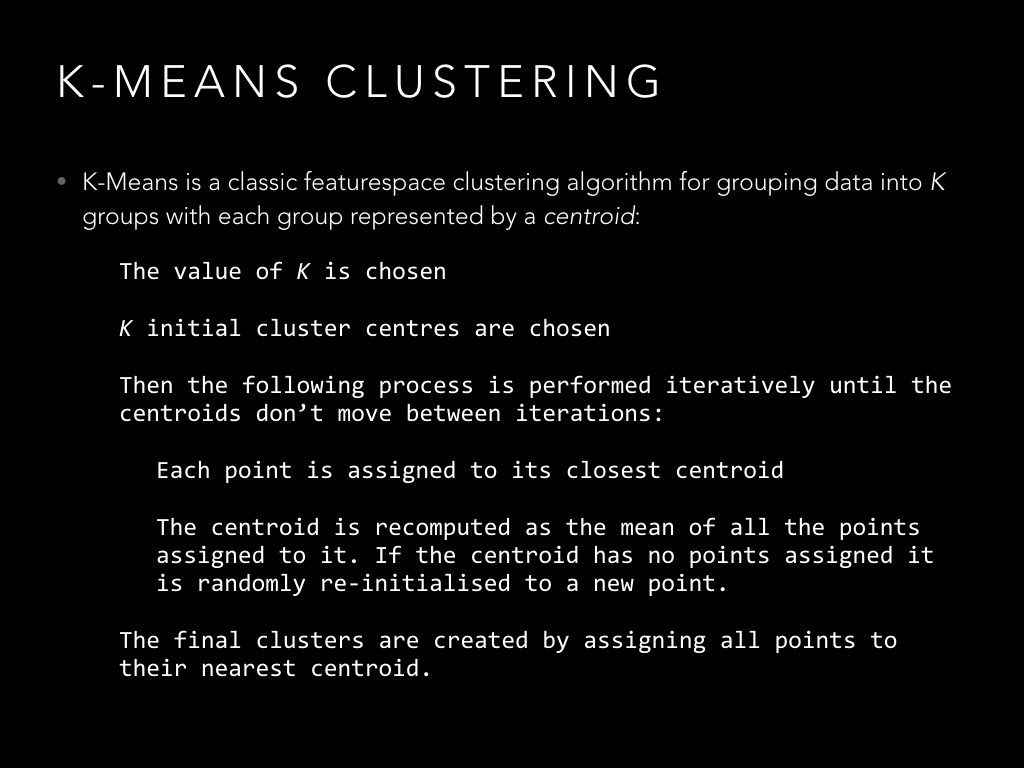 K-MEANS CLUSTERING
• K-Means is a classic featurespace clustering algorithm for grouping data into K
groups with each group represented by a centroid:
The value of K is chosen
K initial cluster centres are chosen
Then the following process is performed iteratively until the
centroids don’t move between iterations:
Each point is assigned to its closest centroid
The centroid is recomputed as the mean of all the points
assigned to it. If the centroid has no points assigned it
is randomly re-initialised to a new point.
The final clusters are created by assigning all points to
their nearest centroid.